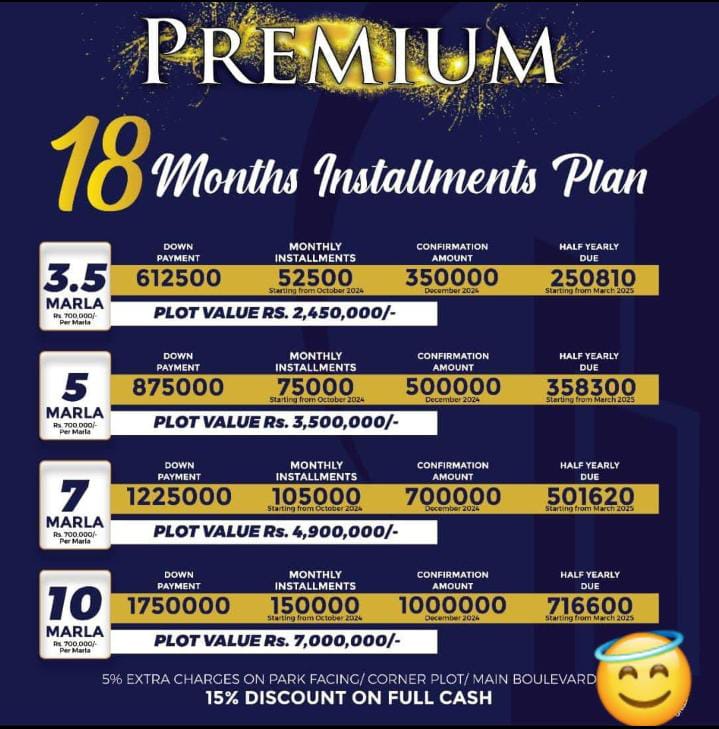 PREMIUM
18 Months Installments Plan
DOWN PAYMENT
MONTHLY INSTALLMENTS
CONFIRMATION AMOUNT
HALF YEARLY DUE
3.5 MARLA
Rs. 700,000/- Per Marla
612500
52500
Starting from October 2024
350000
December 2024
250810
Starting from March 2025
PLOT VALUE RS. 2,450,000/-
DOWN PAYMENT
MONTHLY INSTALLMENTS
CONFIRMATION AMOUNT
HALF YEARLY DUE
5 MARLA
Rs. 700,000/- Per Marla
875000
75000
Starting from October 2024
500000
December 2024
358300
Starting from March 2025
PLOT VALUE Rs. 3,500,000/-
DOWN PAYMENT
MONTHLY INSTALLMENTS
CONFIRMATION AMOUNT
HALF YEARLY DUE
7 MARLA
Rs. 700,000/- Per Marla
1225000
105000
Starting from October 2024
700000
December 2024
501620
Starting from March 2025
PLOT VALUE Rs. 4,900,000/-
DOWN PAYMENT
MONTHLY INSTALLMENTS
CONFIRMATION AMOUNT
HALF YEARLY DUE
10 MARLA
Rs. 700,000/- Per Marla
1750000
150000
Starting from October 2024
1000000
December 2024
716600
Starting from March 2025
PLOT VALUE Rs. 7,000,000/-
5% EXTRA CHARGES ON PARK FACING/ CORNER PLOT/ MAIN BOULEVARD
15% DISCOUNT ON FULL CASH